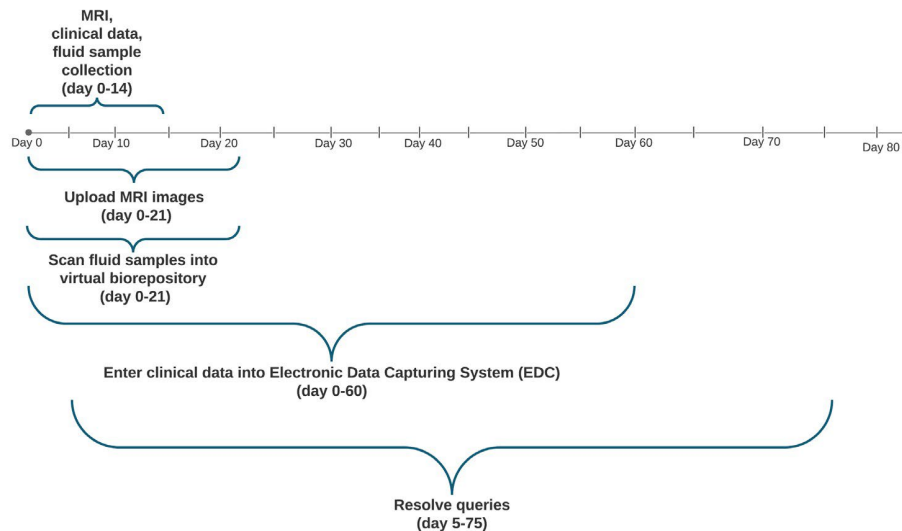 MRI,
clinical data,
fluid sample
collection
(day 0-14)
Day 0 Day 10 Day 20 Day 30 Day 40 Day 50 Day 60 Day 70 Day 80
Upload MRI images
(day 0-21)
Scan fluid samples into
virtual biorepository
(day 0-21)
Enter clinical data into Electronic Data Capturing System (EDC)
(day 0-60)
Resolve queries
(day 5-75)